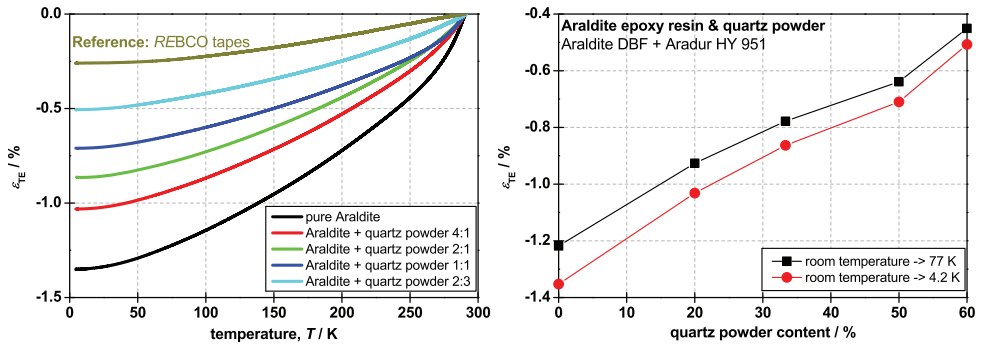 0.0
-0.5
-1.0
-1.5
ε_TE / %
0
50
100
150
200
250
300
temperature, T / K
Reference: REBCO tapes
pure Araldite
Araldite + quartz powder 4:1
Araldite + quartz powder 2:1
Araldite + quartz powder 1:1
Araldite + quartz powder 2:3
-0.4
-0.6
-0.8
-1.0
-1.2
-1.4
ε_TE / %
0
10
20
30
40
50
60
quartz powder content / %
Araldite epoxy resin & quartz powder
Araldite DBF + Aradur HY 951
room temperature -> 77 K
room temperature -> 4.2 K